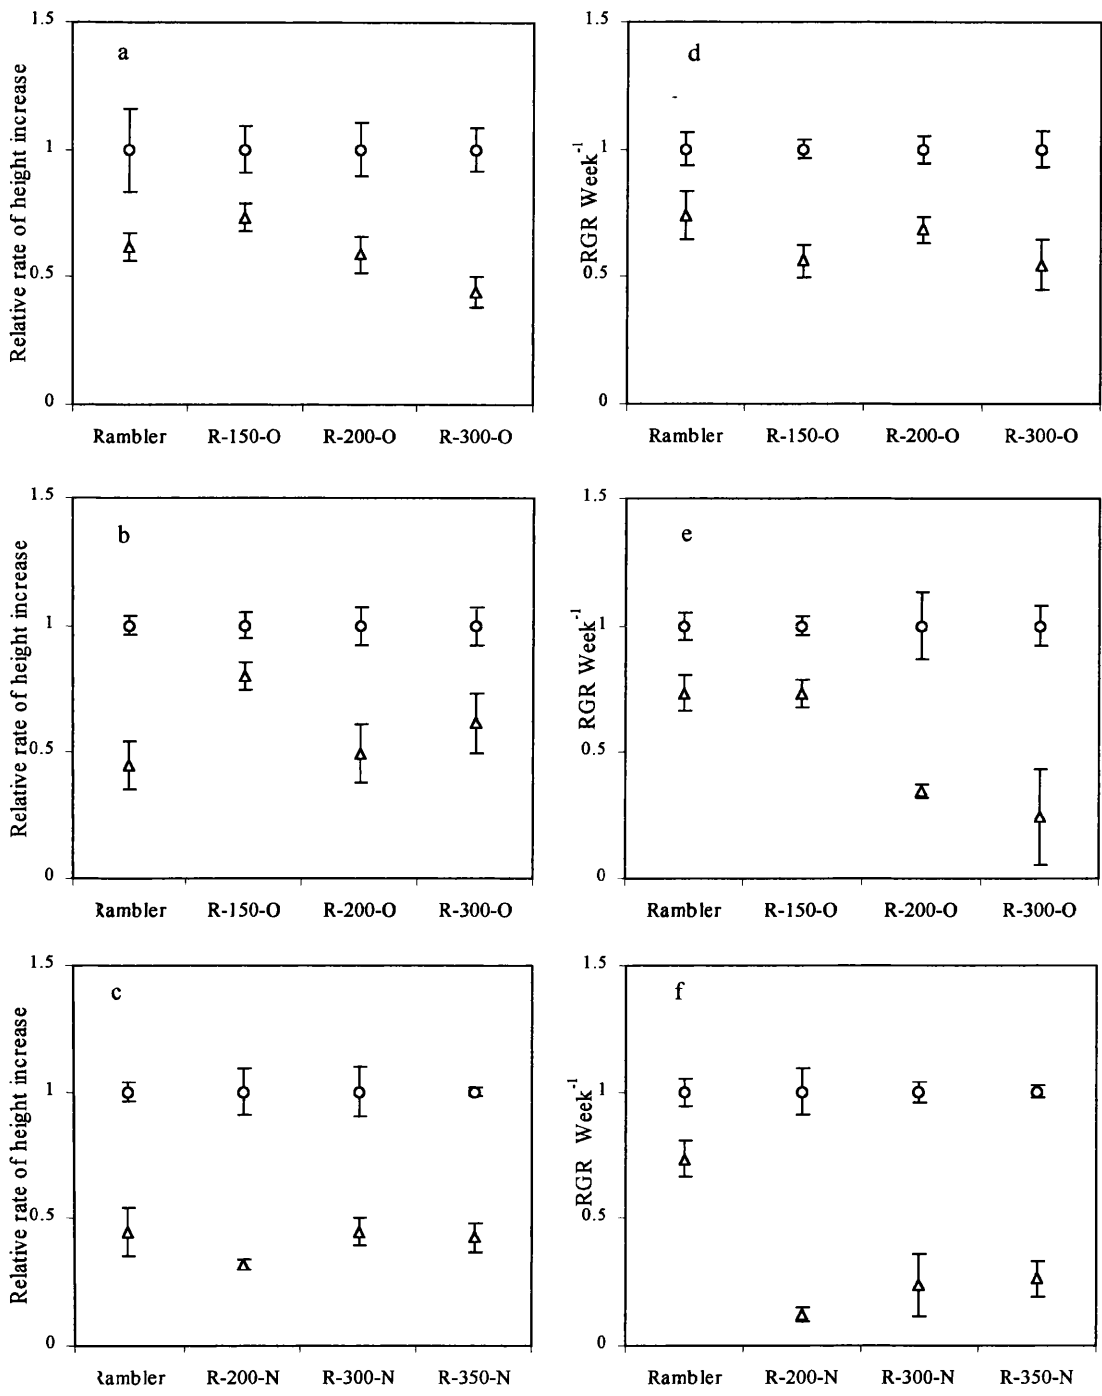 1.5
a
Relative rate of height increase
1
0.5
0
Rambler R-150-O R-200-O R-300-O
1.5
d
RGR Week-1
1
0.5
0
Rambler R-150-O R-200-O R-300-O
1.5
b
Relative rate of height increase
1
0.5
0
Rambler R-150-O R-200-O R-300-O
1.5
e
RGR Week-1
1
0.5
0
Rambler R-150-O R-200-O R-300-O
1.5
c
Relative rate of height increase
1
0.5
0
Rambler R-200-N R-300-N R-350-N
1.5
f
RGR Week-1
1
0.5
0
Rambler R-200-N R-300-N R-350-N